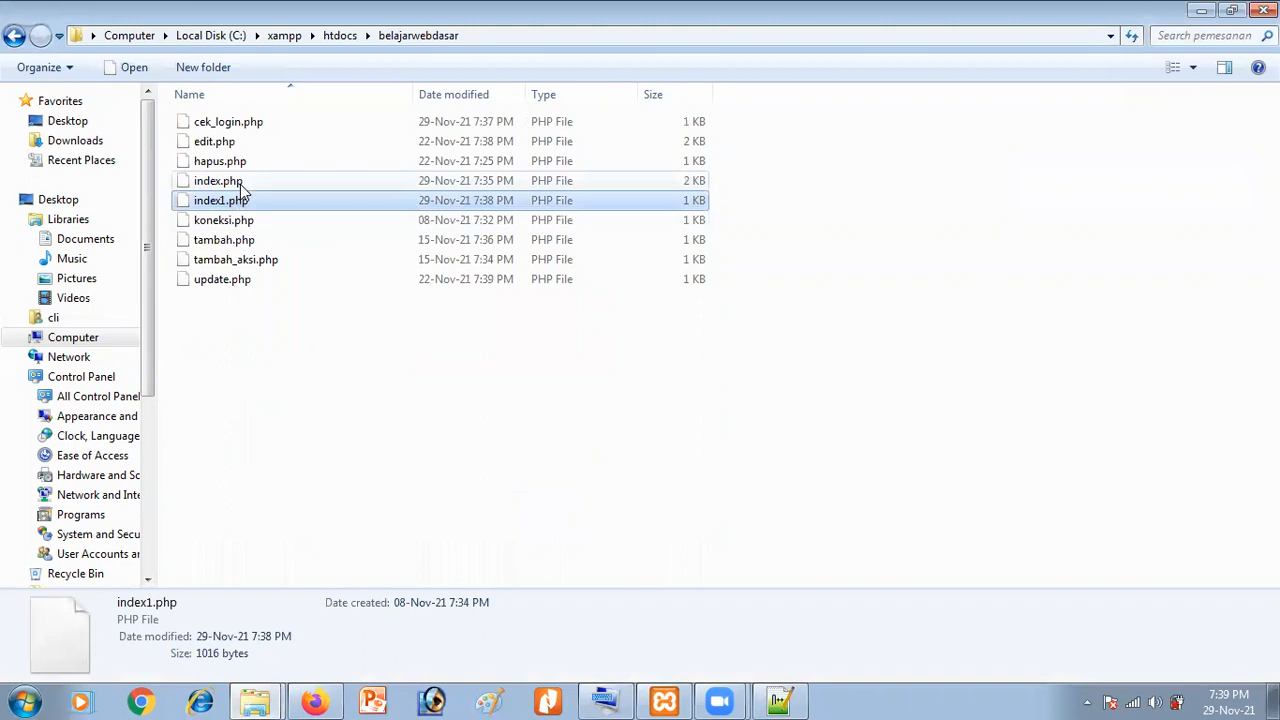 Computer Local Disk (C:) xampp htdocs belajarwebdasar Search pemesanan
Organize Open New folder
Name Date modified Type Size
Favorites
Desktop
Downloads
Recent Places
Desktop
Libraries
Documents
Music
Pictures
Videos
cli
Computer
Network
Control Panel
All Control Panel
Appearance and
Clock, Language
Ease of Access
Hardware and So
Network and Inte
Programs
System and Secu
User Accounts a
Recycle Bin
cek_login.php 29-Nov-21 7:37 PM PHP File 1 KB
edit.php 22-Nov-21 7:38 PM PHP File 2 KB
hapus.php 22-Nov-21 7:25 PM PHP File 1 KB
index.php 29-Nov-21 7:35 PM PHP File 2 KB
index1.php 29-Nov-21 7:38 PM PHP File 1 KB
koneksi.php 08-Nov-21 7:32 PM PHP File 1 KB
tambah.php 15-Nov-21 7:36 PM PHP File 1 KB
tambah_aksi.php 15-Nov-21 7:34 PM PHP File 1 KB
update.php 22-Nov-21 7:39 PM PHP File 1 KB
index1.php Date created: 08-Nov-21 7:34 PM
PHP File
Date modified: 29-Nov-21 7:38 PM
Size: 1016 bytes
7:39 PM
29-Nov-21